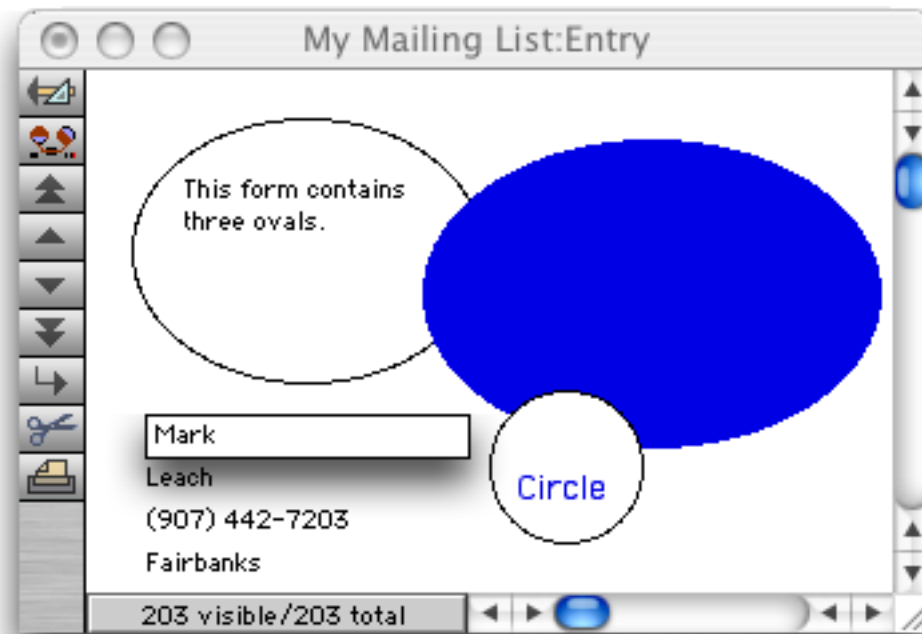 My Mailing List:Entry
This form contains
three ovals.
Mark
Leach
(907) 442-7203
Fairbanks
Circle
203 visible/203 total